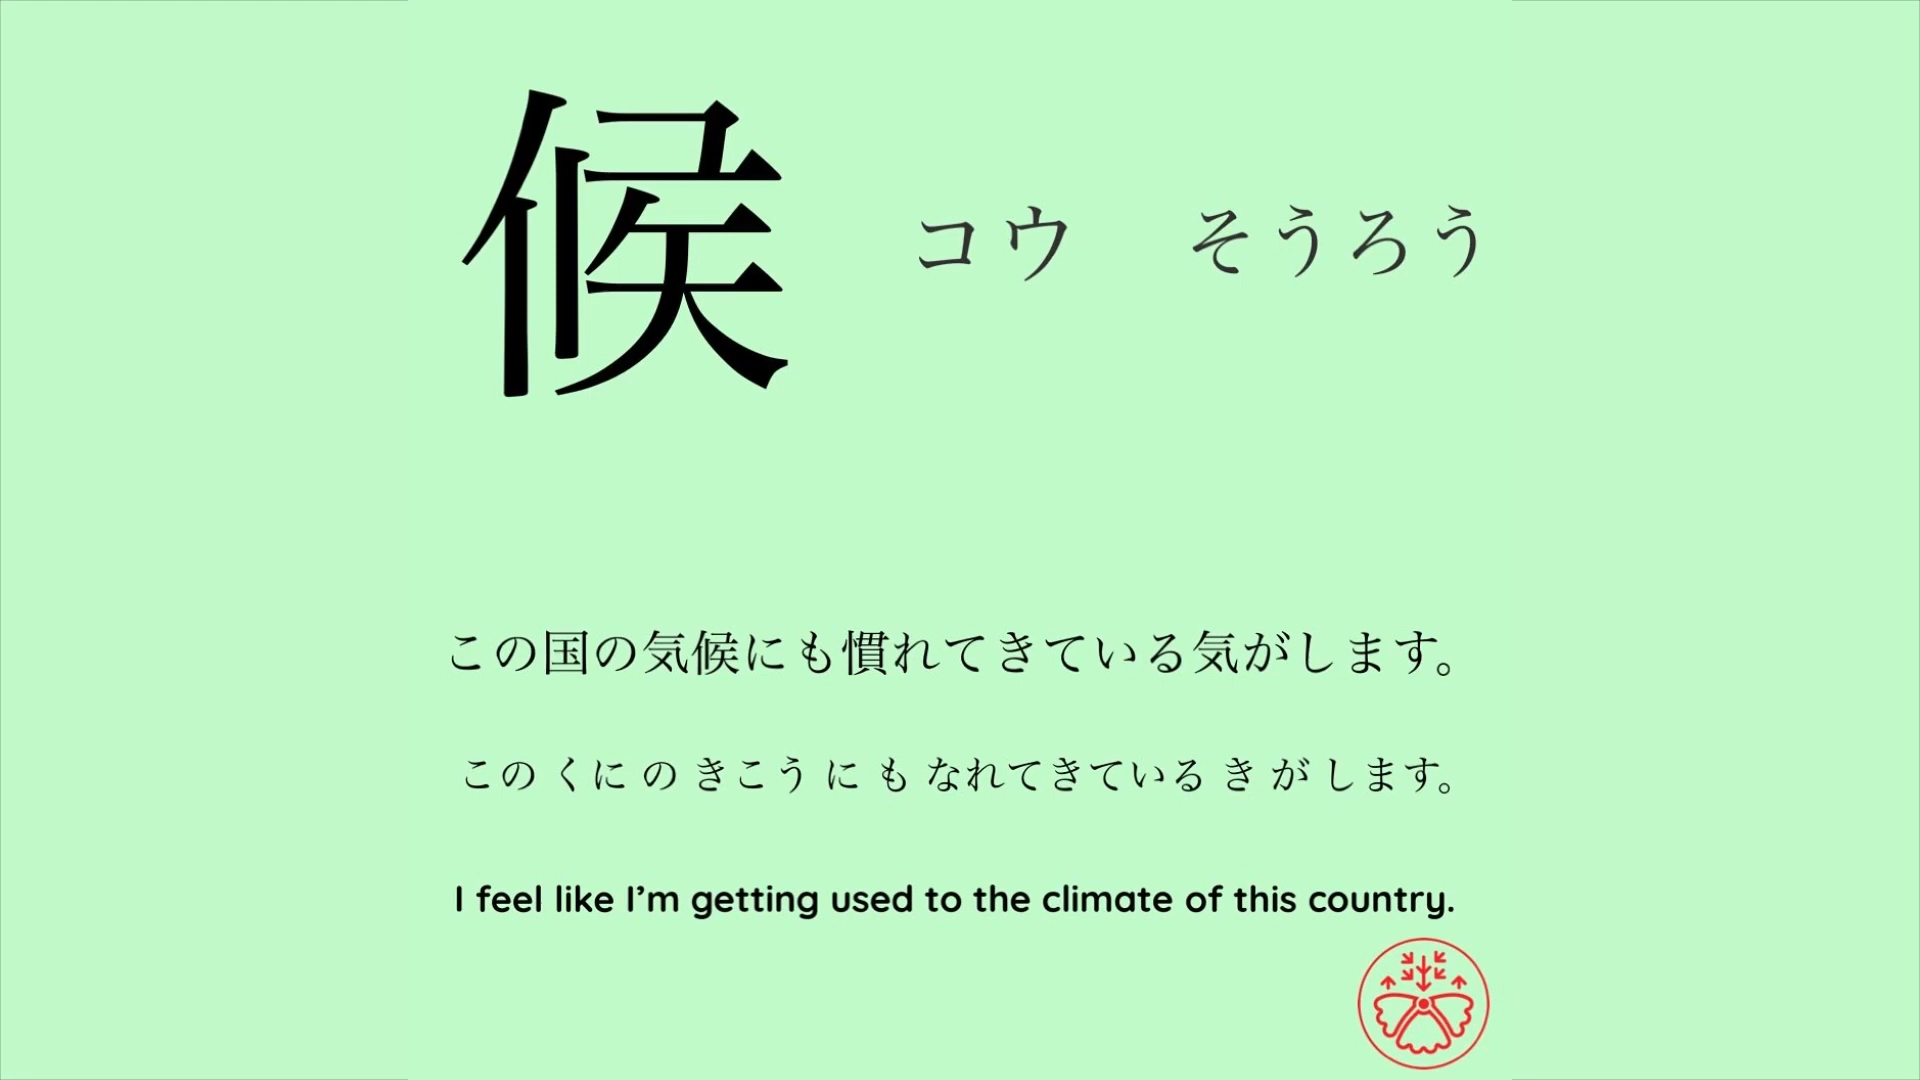 候 コウ そうろう
この国の気候にも慣れてきている気がします。
この くに の きこう に も なれてきている き が します。
I feel like I’m getting used to the climate of this country.